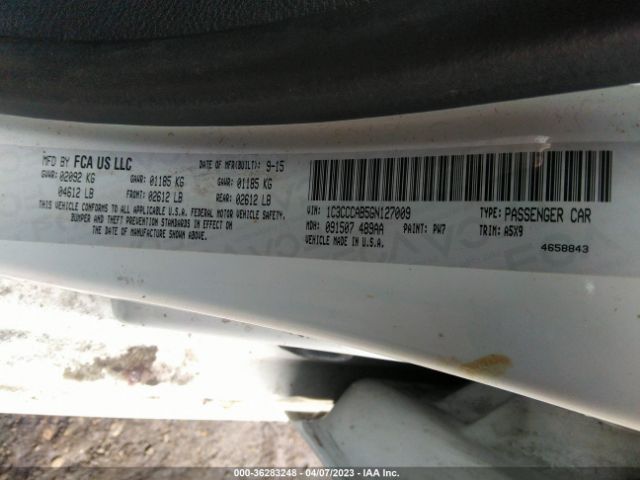 MFD BY FCA US LLC DATE OF MFR(BUILT): 9-15
GVWR:02092 KG GAWR:01185 KG GAWR:01185 KG
04612 LB FRONT:02612 LB REAR:02612 LB
THIS VEHICLE CONFORMS TO ALL APPLICABLE U.S.A. FEDERAL MOTOR VEHICLE SAFETY,
BUMPER AND THEFT PREVENTION STANDARDS IN EFFECT ON
THE DATE OF MANUFACTURE SHOWN ABOVE.
VIN: 1C3CCCAB5GN127009 TYPE: PASSENGER CAR
MDH: 091507 489AA PAINT: PW7 TRIM: A5X9
VEHICLE MADE IN U.S.A.
4658843
000-36283248 - 04/07/2023 - IAA Inc.